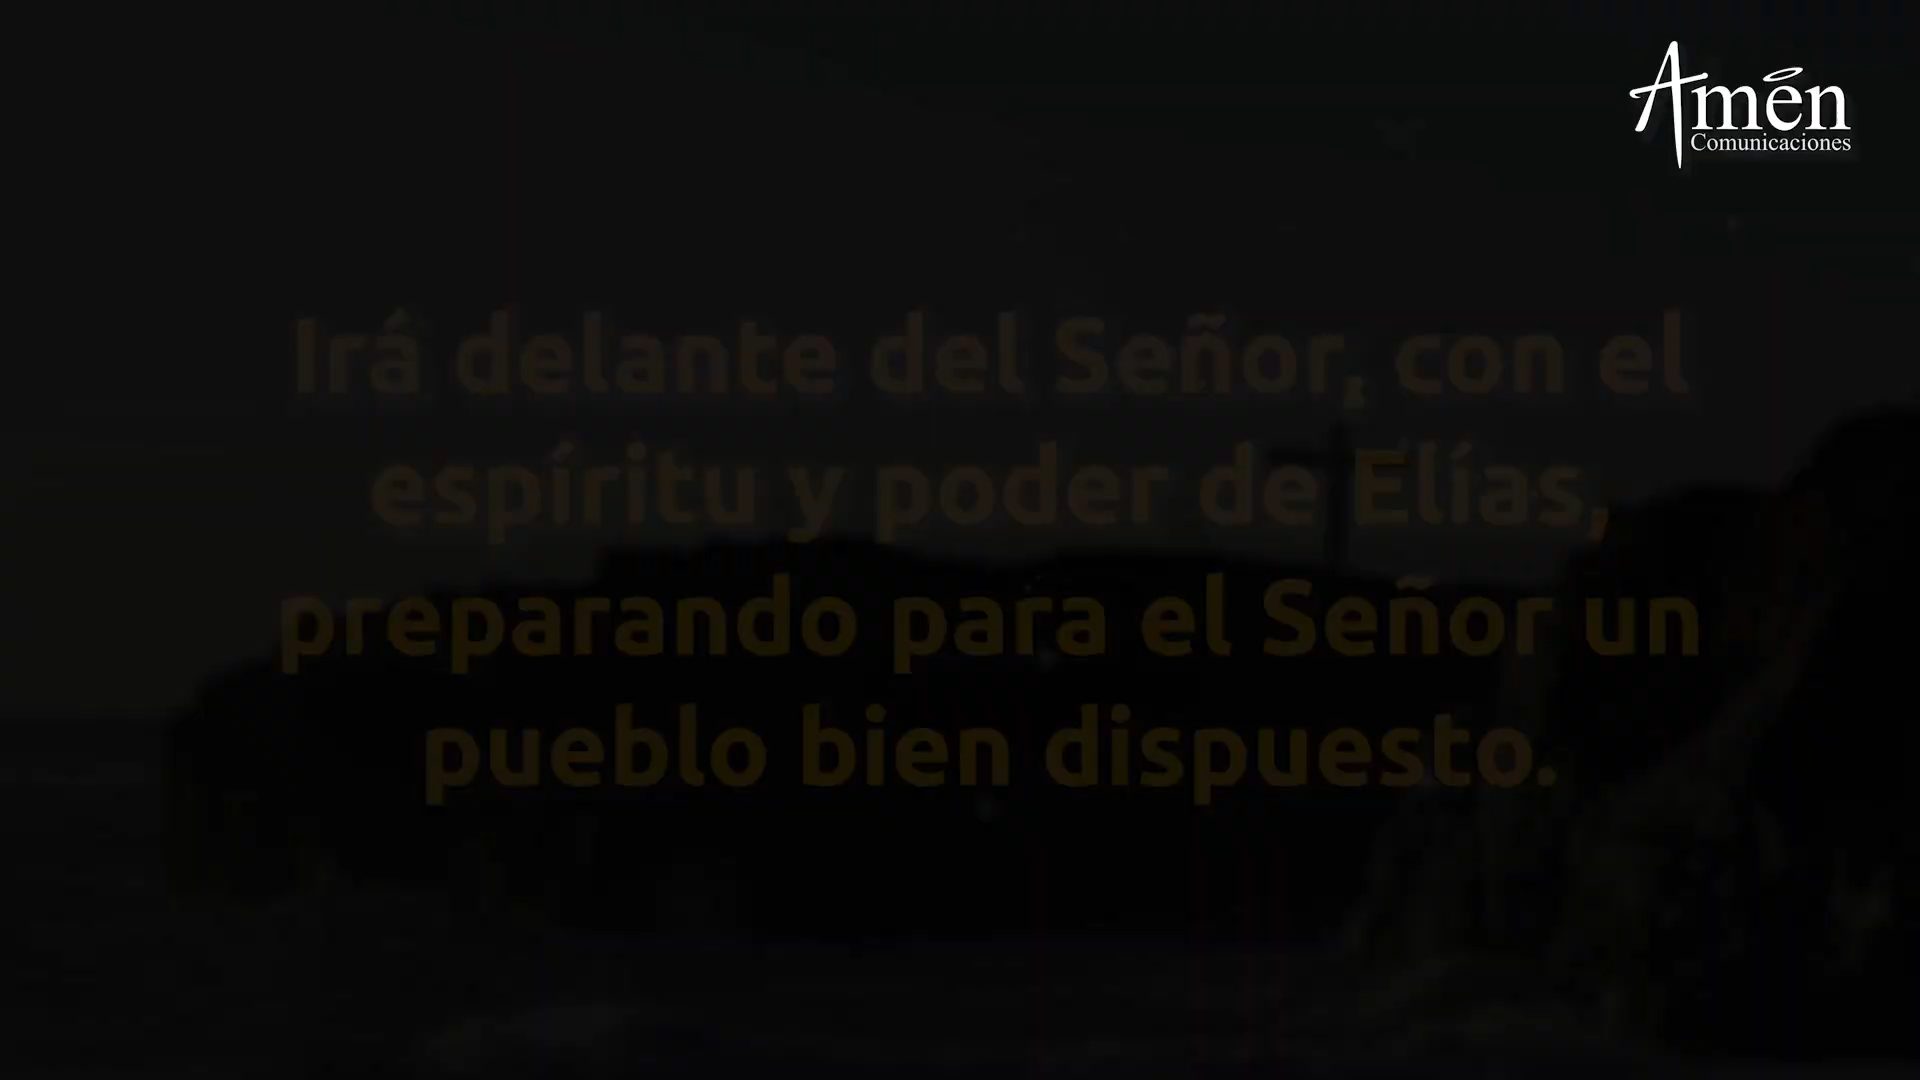 Amén
Comunicaciones
Irá delante del Señor, con el
espíritu y poder de Elías,
preparando para el Señor un
pueblo bien dispuesto.